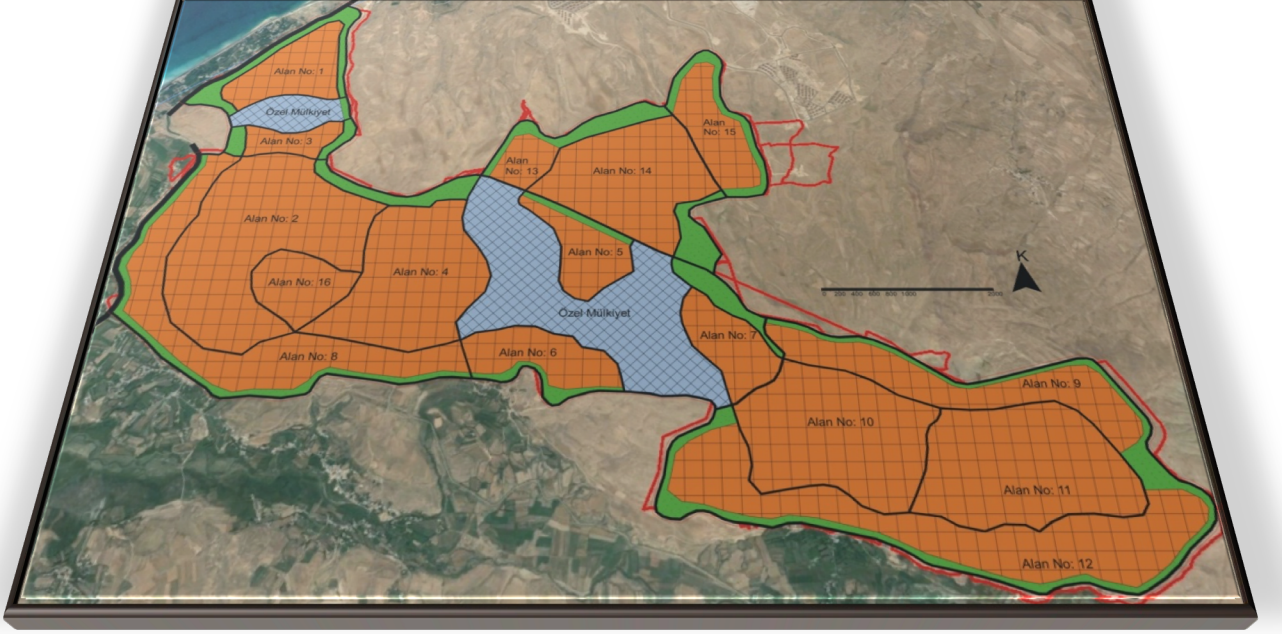 Alan No: 1
Özel Mülkiyet
Alan No: 3
Alan
No: 15
Alan
No: 13
Alan No: 14
Alan No: 2
Alan No: 5
Alan No: 4
Alan No: 16
K
Özel Mülkiyet
Alan No: 7
Alan No: 6
Alan No: 8
Alan No: 9
Alan No: 10
Alan No: 11
Alan No: 12